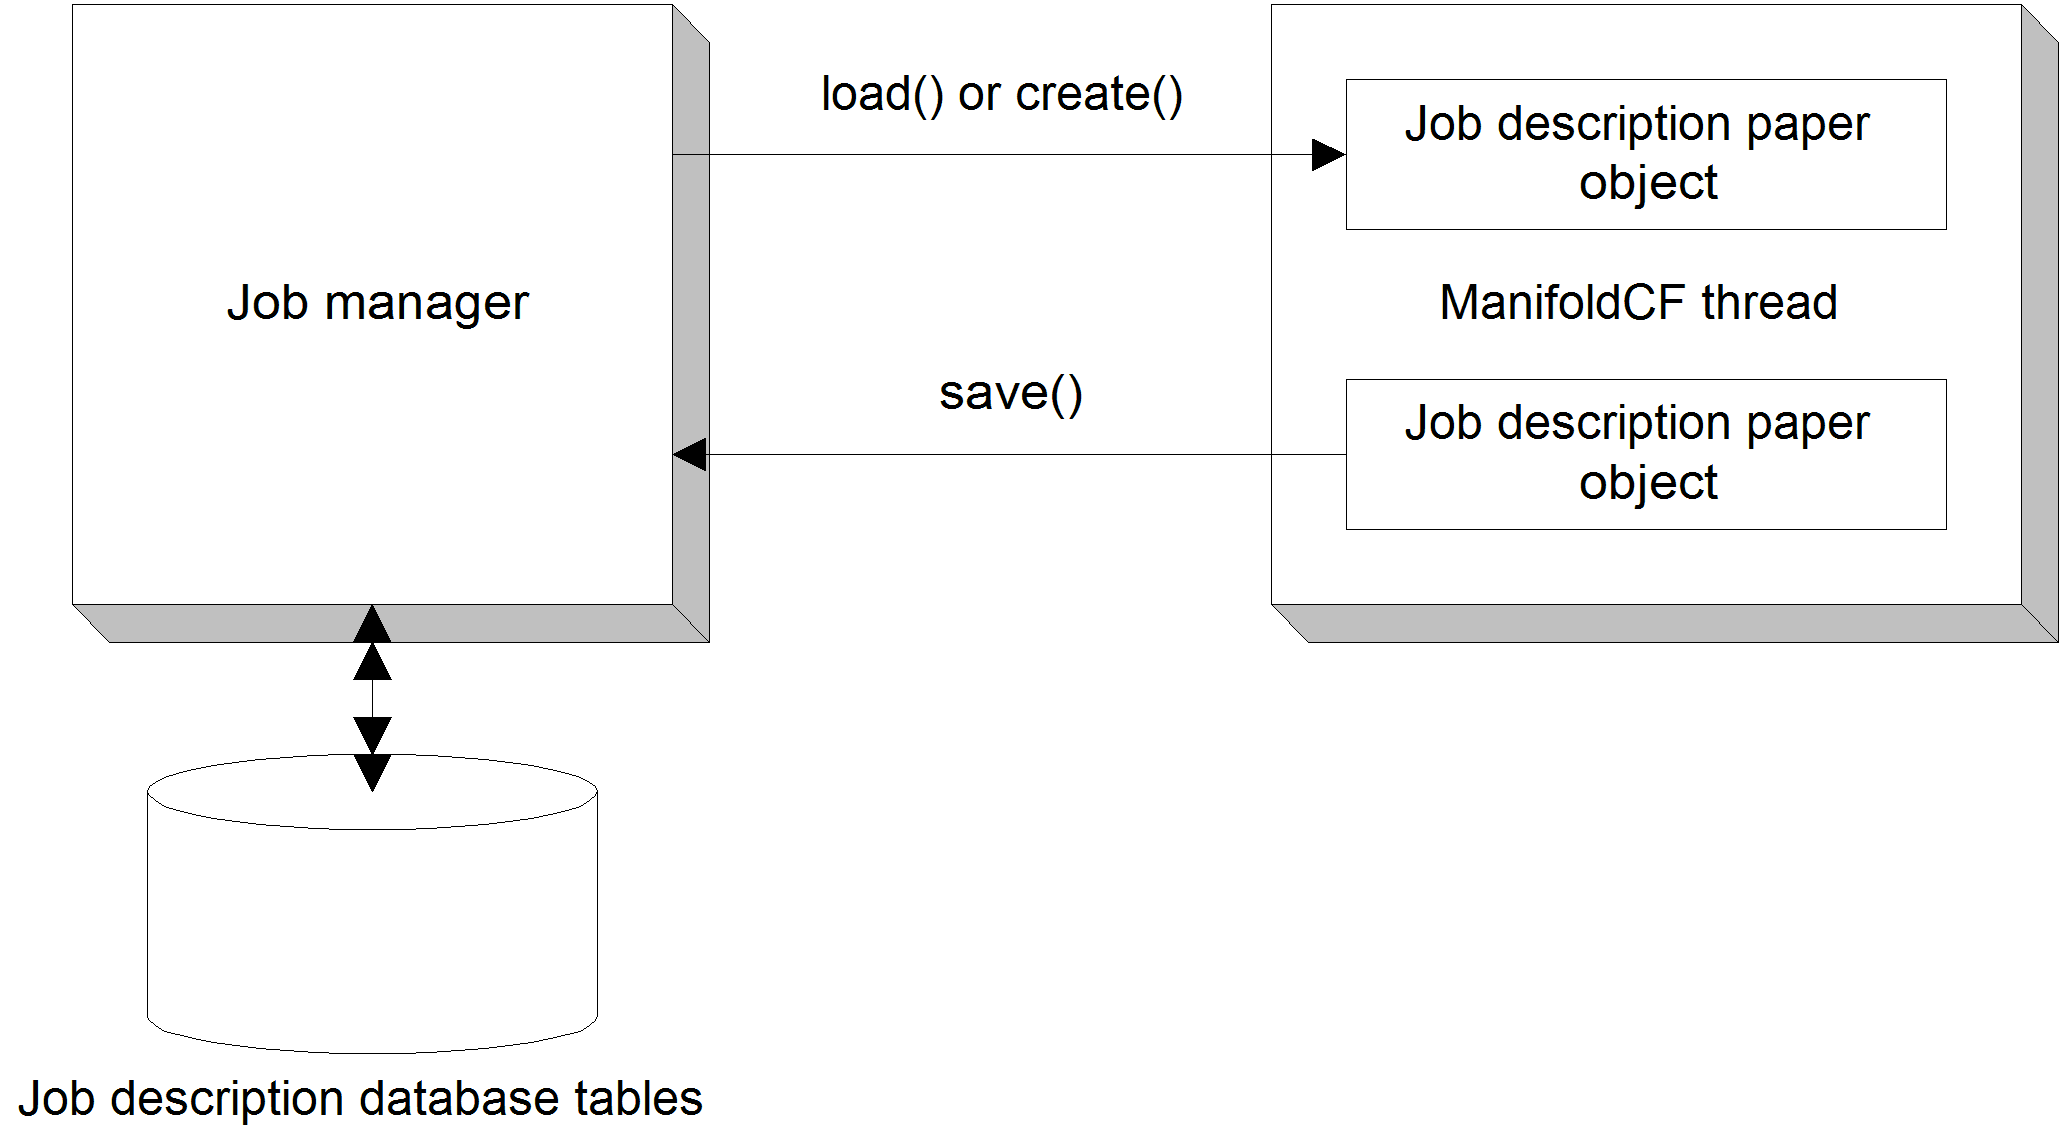 load() or create()
Job description paper
object
Job manager
ManifoldCF thread
save()
Job description paper
object
Job description database tables